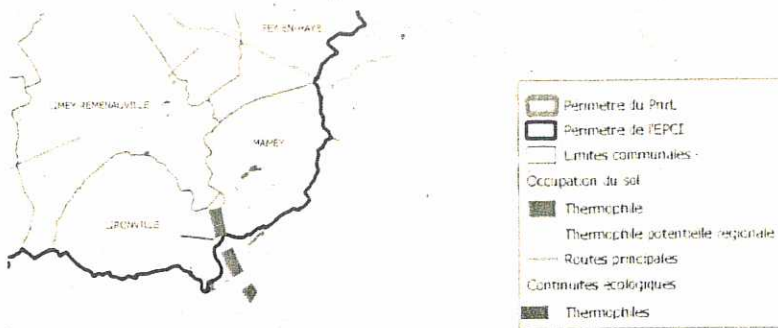 FEY-EN-HAYE
LIMEY-REMENAUVILLE
MAMEY
LIRONVILLE
Perimetre du PnrL
Perimetre de l'EPCI
Limites communales
Occupation du sol
Thermophile
Thermophile potentielle regionale
Routes principales
Continuites ecologiques
Thermophiles